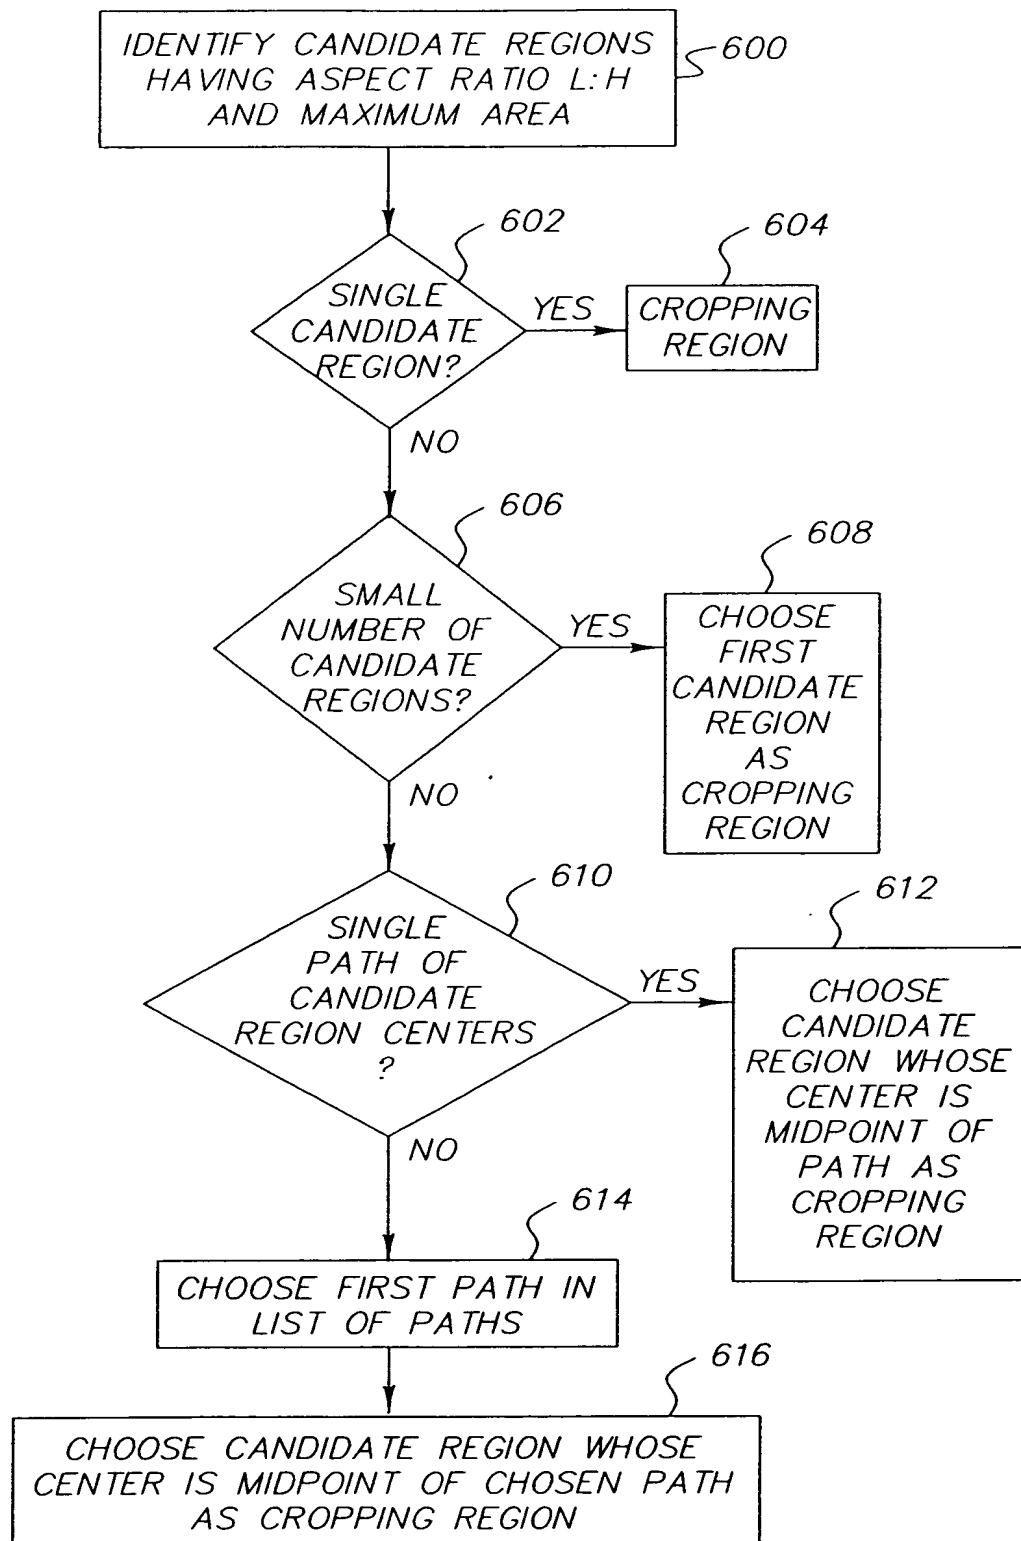 IDENTIFY CANDIDATE REGIONS
HAVING ASPECT RATIO L:H
AND MAXIMUM AREA
600
602
SINGLE
CANDIDATE
REGION?
YES
604
CROPPING
REGION
NO
606
SMALL
NUMBER OF
CANDIDATE
REGIONS?
YES
608
CHOOSE
FIRST
CANDIDATE
REGION
AS
CROPPING
REGION
NO
610
SINGLE
PATH OF
CANDIDATE
REGION CENTERS
?
YES
612
CHOOSE
CANDIDATE
REGION WHOSE
CENTER IS
MIDPOINT OF
PATH AS
CROPPING
REGION
NO
614
CHOOSE FIRST PATH IN
LIST OF PATHS
616
CHOOSE CANDIDATE REGION WHOSE
CENTER IS MIDPOINT OF CHOSEN PATH
AS CROPPING REGION